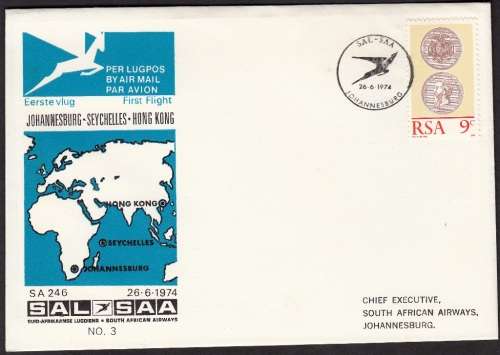 PER LUGPOS
BY AIR MAIL
PAR AVION
Eerste vlug First Flight
JOHANNESBURG - SEYCHELLES - HONG KONG
HONG KONG
SEYCHELLES
JOHANNESBURG
SA 246 26-6-1974
SAL SAA
SUID-AFRIKAANSE LUGDIENS • SOUTH AFRICAN AIRWAYS
NO. 3
SAL-SAA
26-6-1974
JOHANNESBURG
RSA 9c
CHIEF EXECUTIVE,
SOUTH AFRICAN AIRWAYS,
JOHANNESBURG.